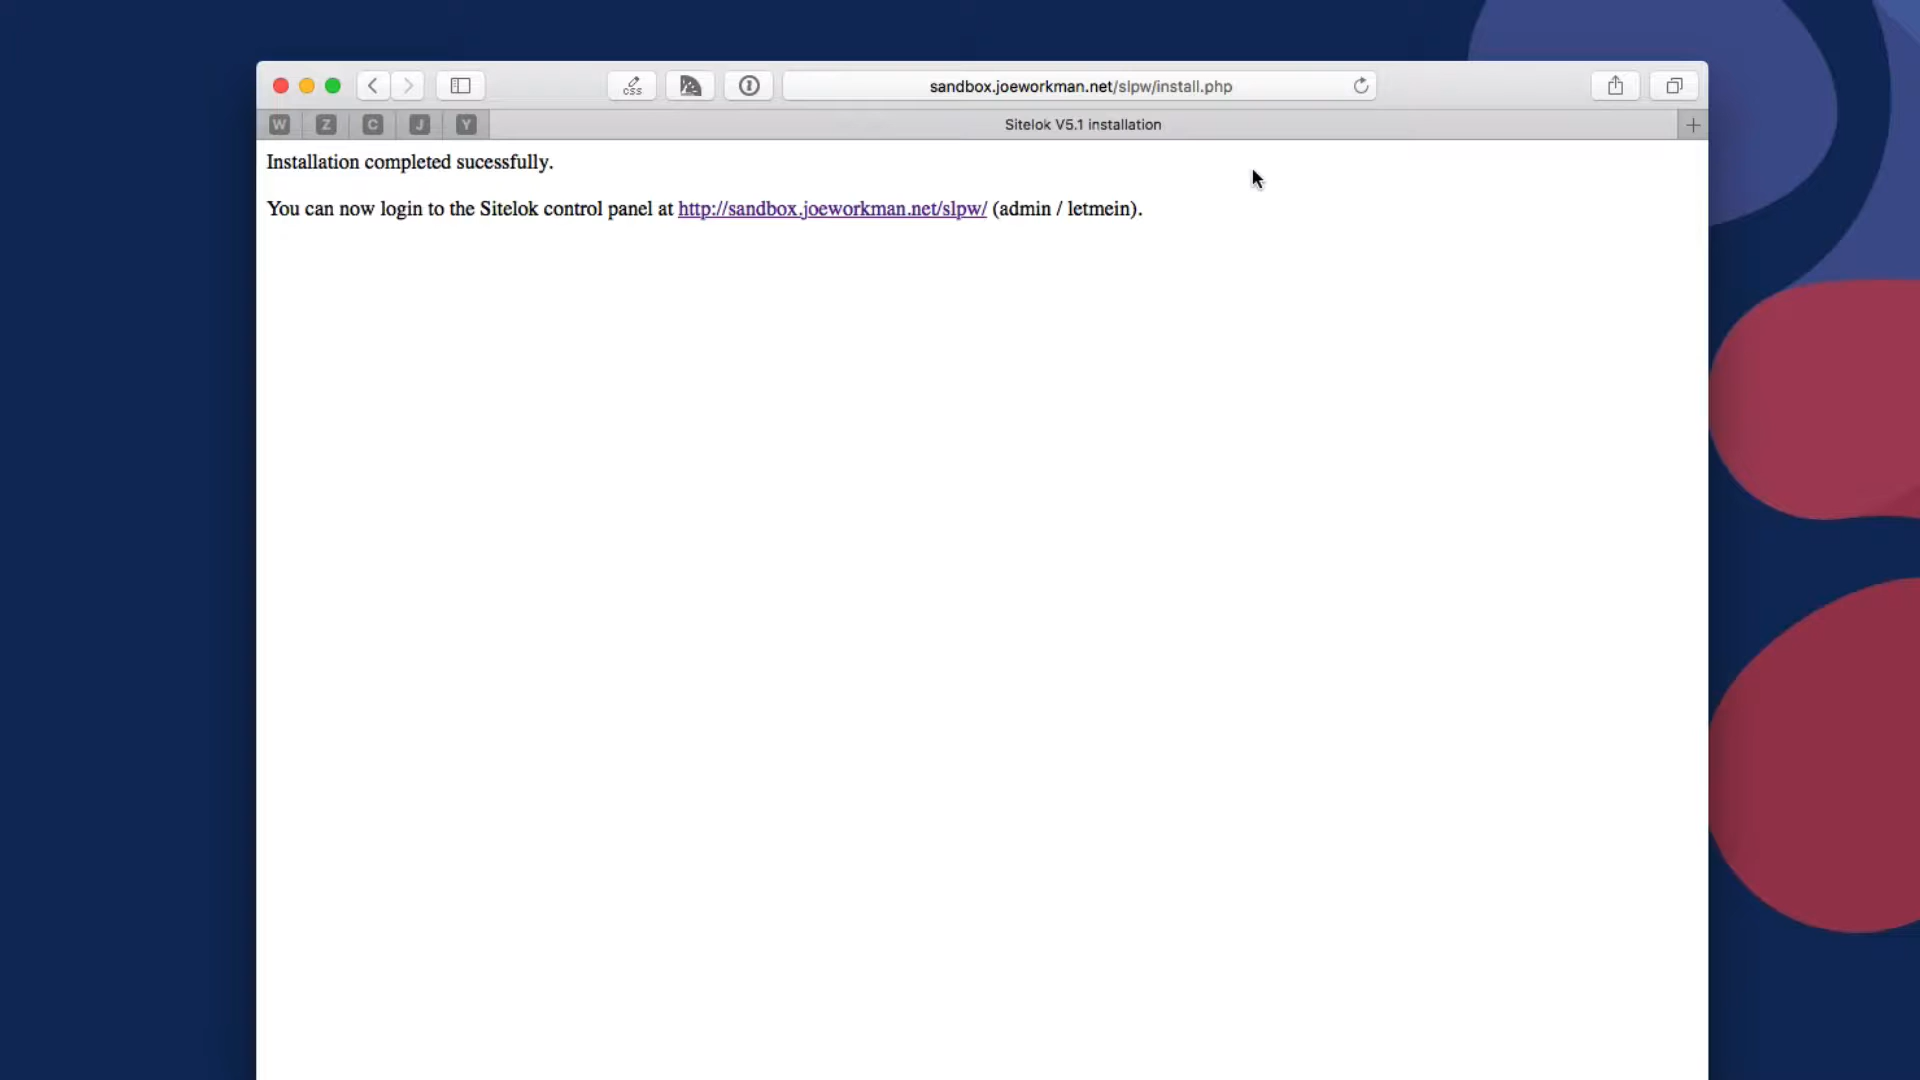 css
sandbox.joeworkman.net/slpw/install.php
W Z C J Y Sitelok V5.1 installation
Installation completed sucessfully.
You can now login to the Sitelok control panel at http://sandbox.joeworkman.net/slpw/ (admin / letmein).